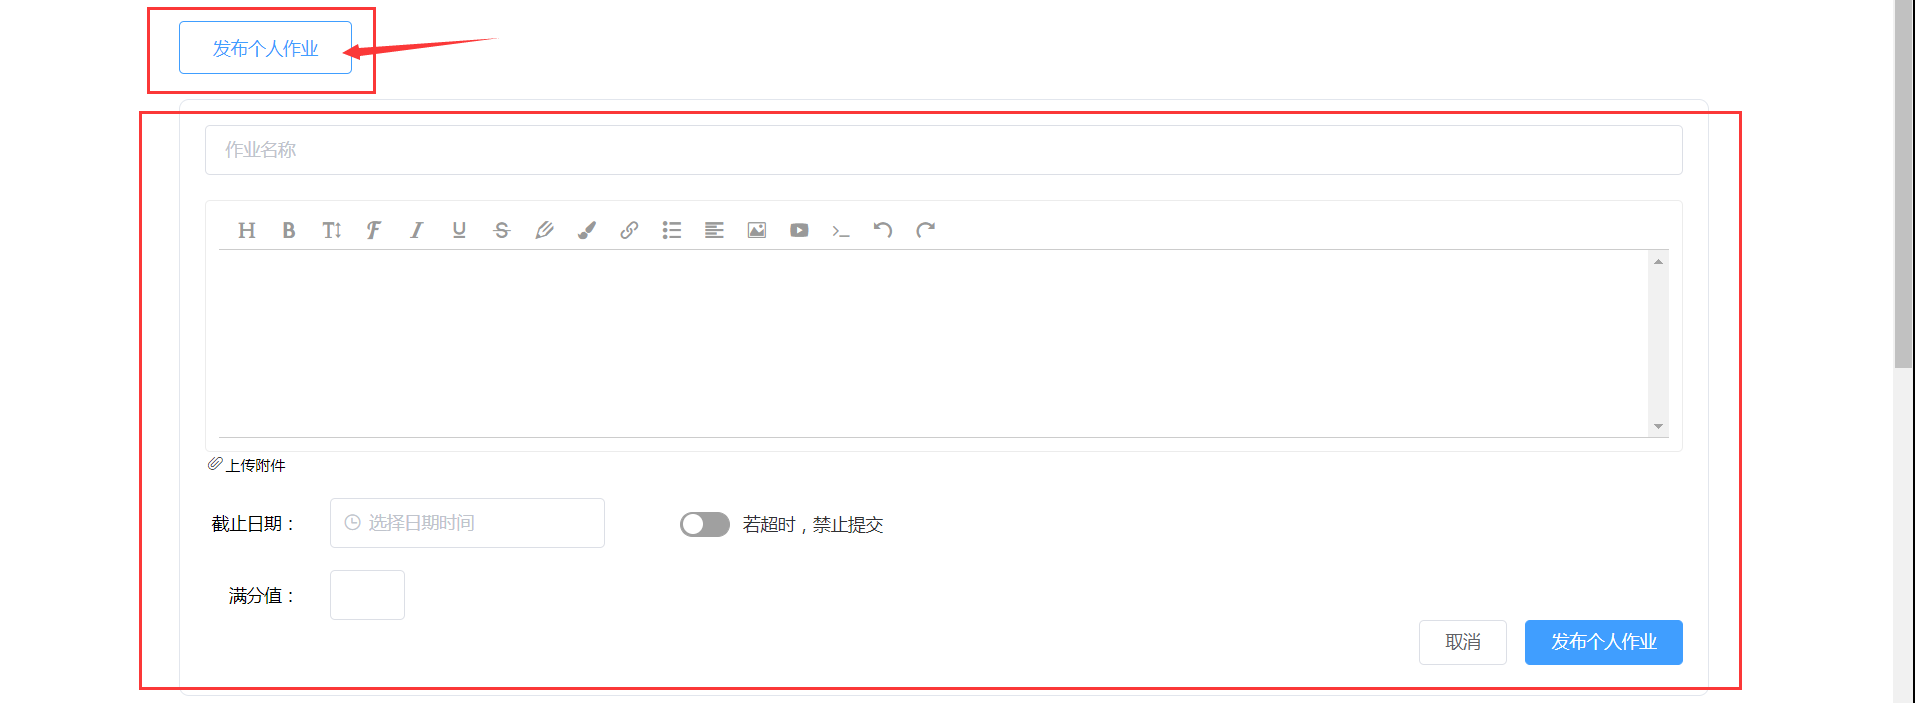 发布个人作业
作业名称
上传附件
截止日期：
选择日期时间
若超时，禁止提交
满分值：
取消
发布个人作业